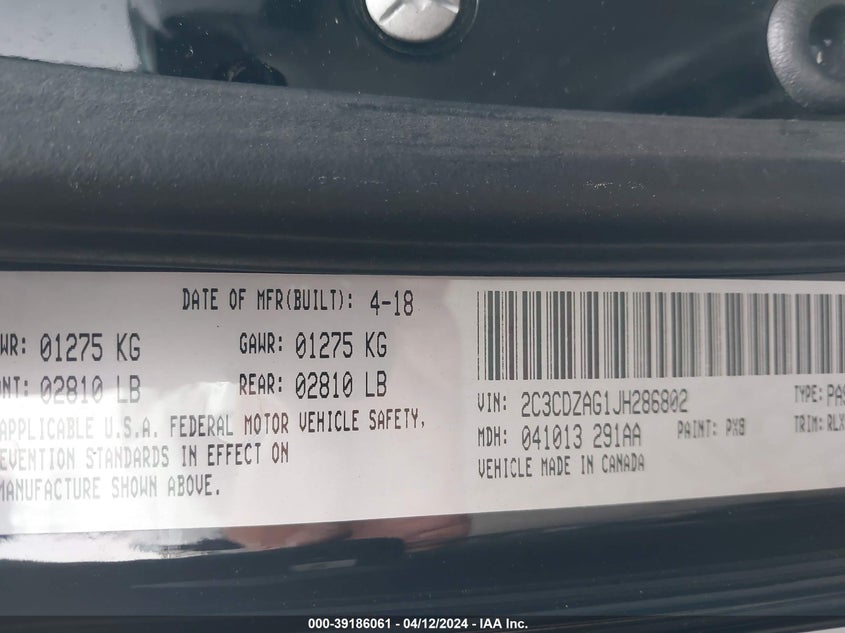 DATE OF MFR(BUILT): 4-18
WR: 01275 KG GAWR: 01275 KG
NT: 02810 LB REAR: 02810 LB
APPLICABLE U.S.A. FEDERAL MOTOR VEHICLE SAFETY,
EVENTION STANDARDS IN EFFECT ON
MANUFACTURE SHOWN ABOVE.
VIN: 2C3CDZAG1JH286802 TYPE: PAS
MDH: 041013 291AA PAINT: PX8 TRIM: RLX
VEHICLE MADE IN CANADA
000-39186061 - 04/12/2024 - IAA Inc.